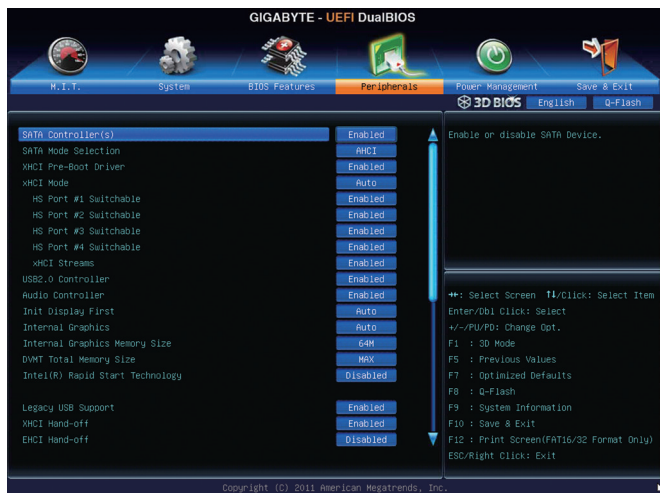 GIGABYTE - UEFI DualBIOS
M.I.T. System BIOS Features Peripherals Power Management Save & Exit
3D BIOS English Q-Flash
SATA Controller(s) Enabled
SATA Mode Selection AHCI
XHCI Pre-Boot Driver Enabled
xHCI Mode Auto
HS Port #1 Switchable Enabled
HS Port #2 Switchable Enabled
HS Port #3 Switchable Enabled
HS Port #4 Switchable Enabled
xHCI Streams Enabled
USB2.0 Controller Enabled
Audio Controller Enabled
Init Display First Auto
Internal Graphics Auto
Internal Graphics Memory Size 64M
DVMT Total Memory Size MAX
Intel(R) Rapid Start Technology Disabled
Legacy USB Support Enabled
XHCI Hand-off Enabled
EHCI Hand-off Disabled
Enable or disable SATA Device.
→←: Select Screen ↑↓/Click: Select Item
Enter/Dbl Click: Select
+/-/PU/PD: Change Opt.
F1 : 3D Mode
F5 : Previous Values
F7 : Optimized Defaults
F8 : Q-Flash
F9 : System Information
F10 : Save & Exit
F12 : Print Screen(FAT16/32 Format Only)
ESC/Right Click: Exit
Copyright (C) 2011 American Megatrends, Inc.